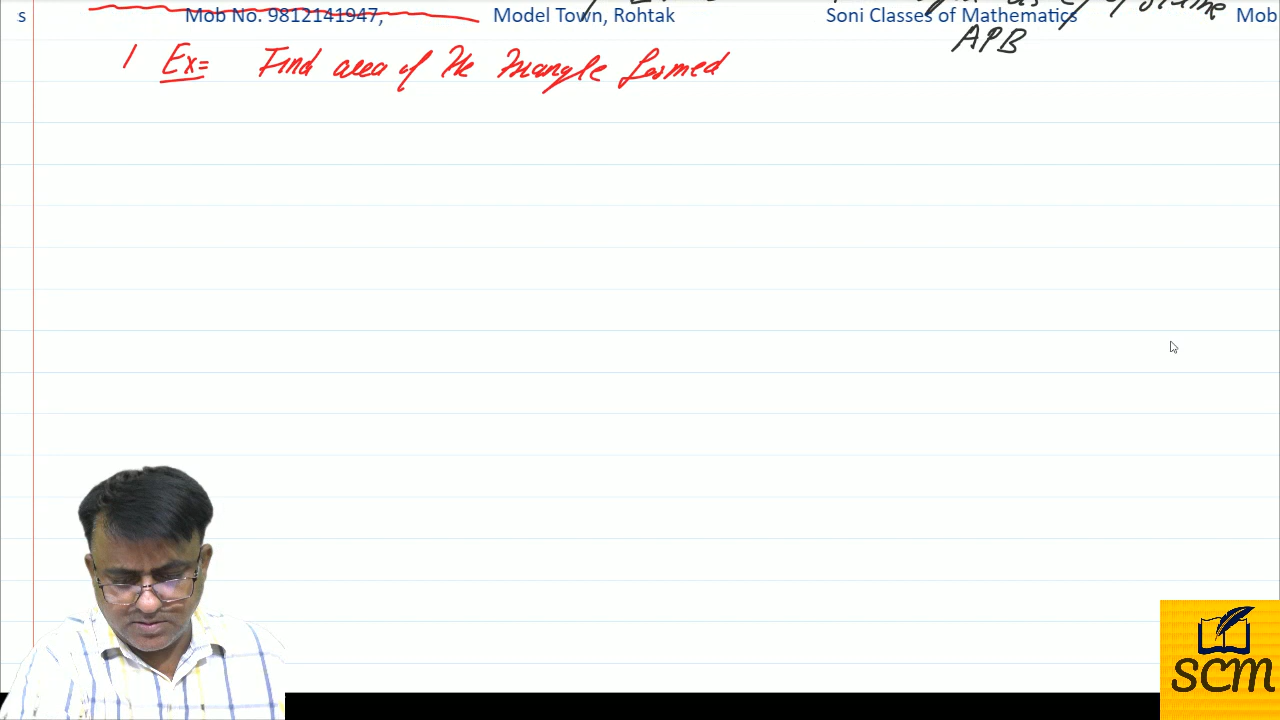 s Mob No. 9812141947, Model Town, Rohtak Soni Classes of Mathematics Mob
APB
1 Ex= Find area of the triangle formed
SCM